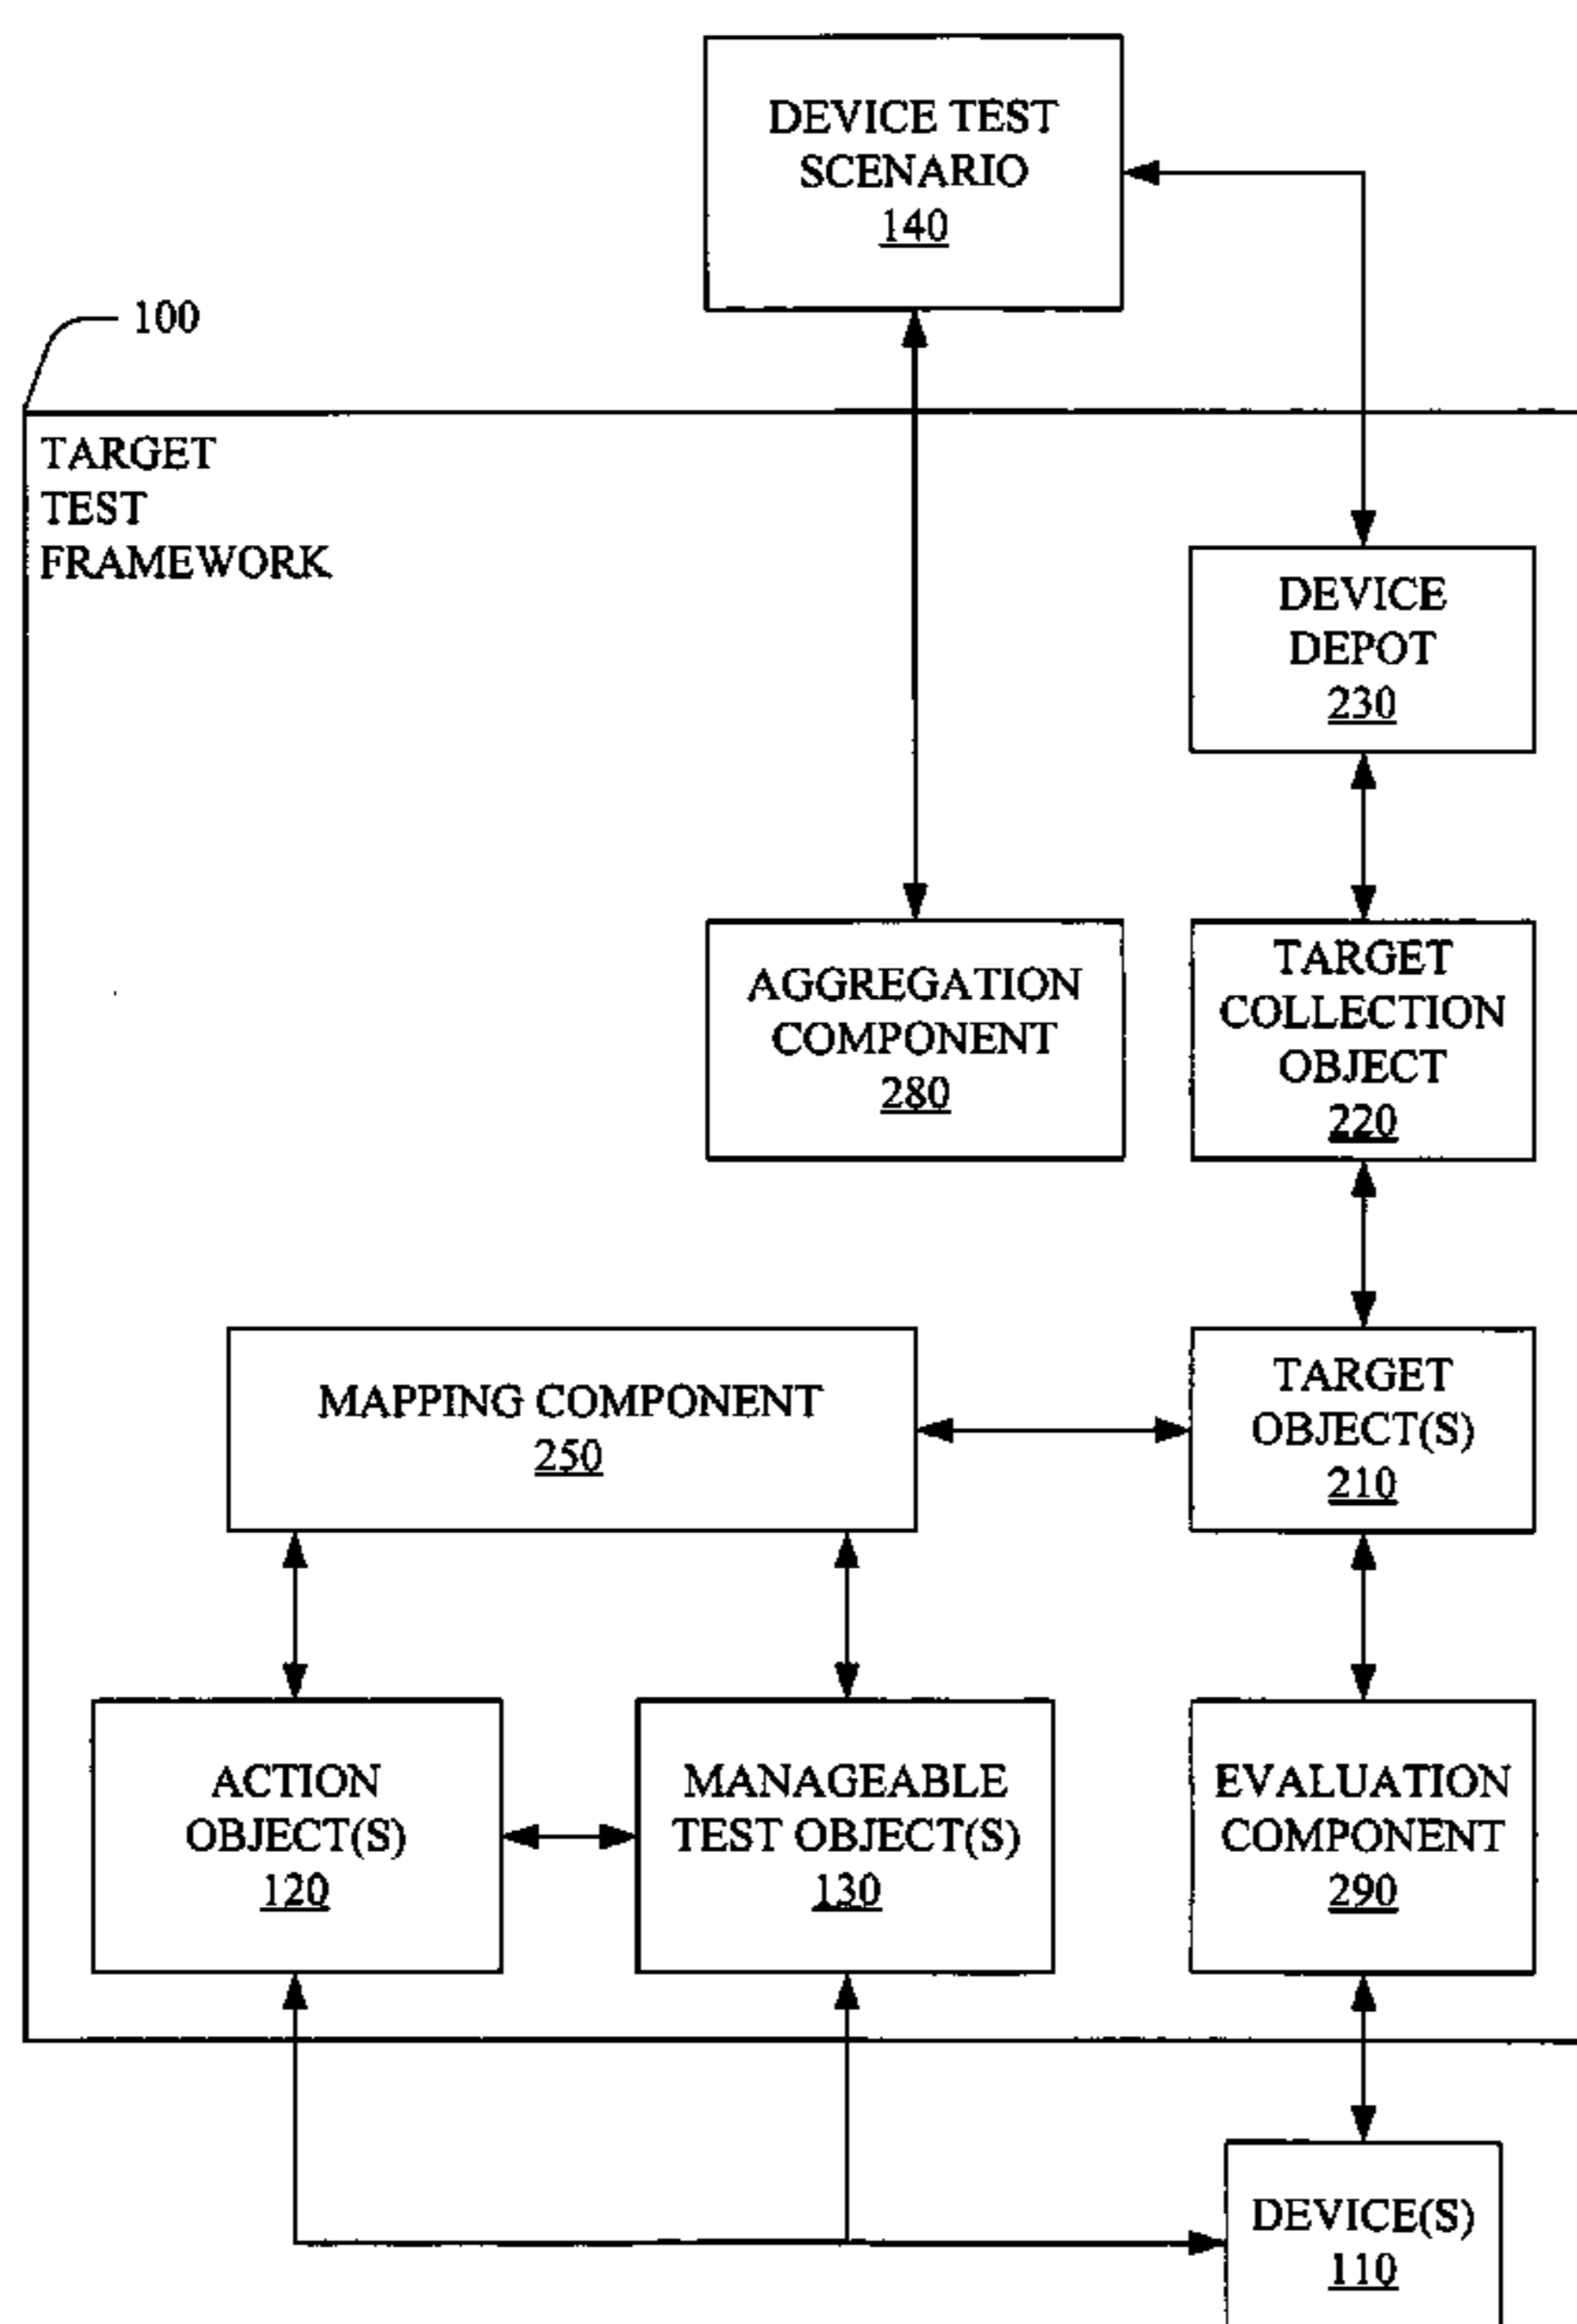 DEVICE TEST
SCENARIO
140
100
TARGET
TEST
FRAMEWORK
DEVICE
DEPOT
230
AGGREGATION
COMPONENT
280
TARGET
COLLECTION
OBJECT
220
MAPPING COMPONENT
250
TARGET
OBJECT(S)
210
ACTION
OBJECT(S)
120
MANAGEABLE
TEST OBJECT(S)
130
EVALUATION
COMPONENT
290
DEVICE(S)
110